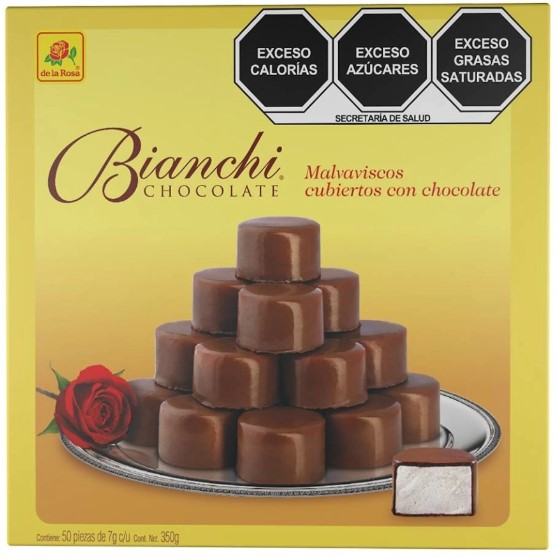 de la Rosa®
EXCESO
CALORÍAS
EXCESO
AZÚCARES
EXCESO
GRASAS
SATURADAS
SECRETARÍA DE SALUD
Bianchi®
CHOCOLATE
Malvaviscos
cubiertos con chocolate
Contiene: 50 piezas de 7g c/u Cont. Net. 350g